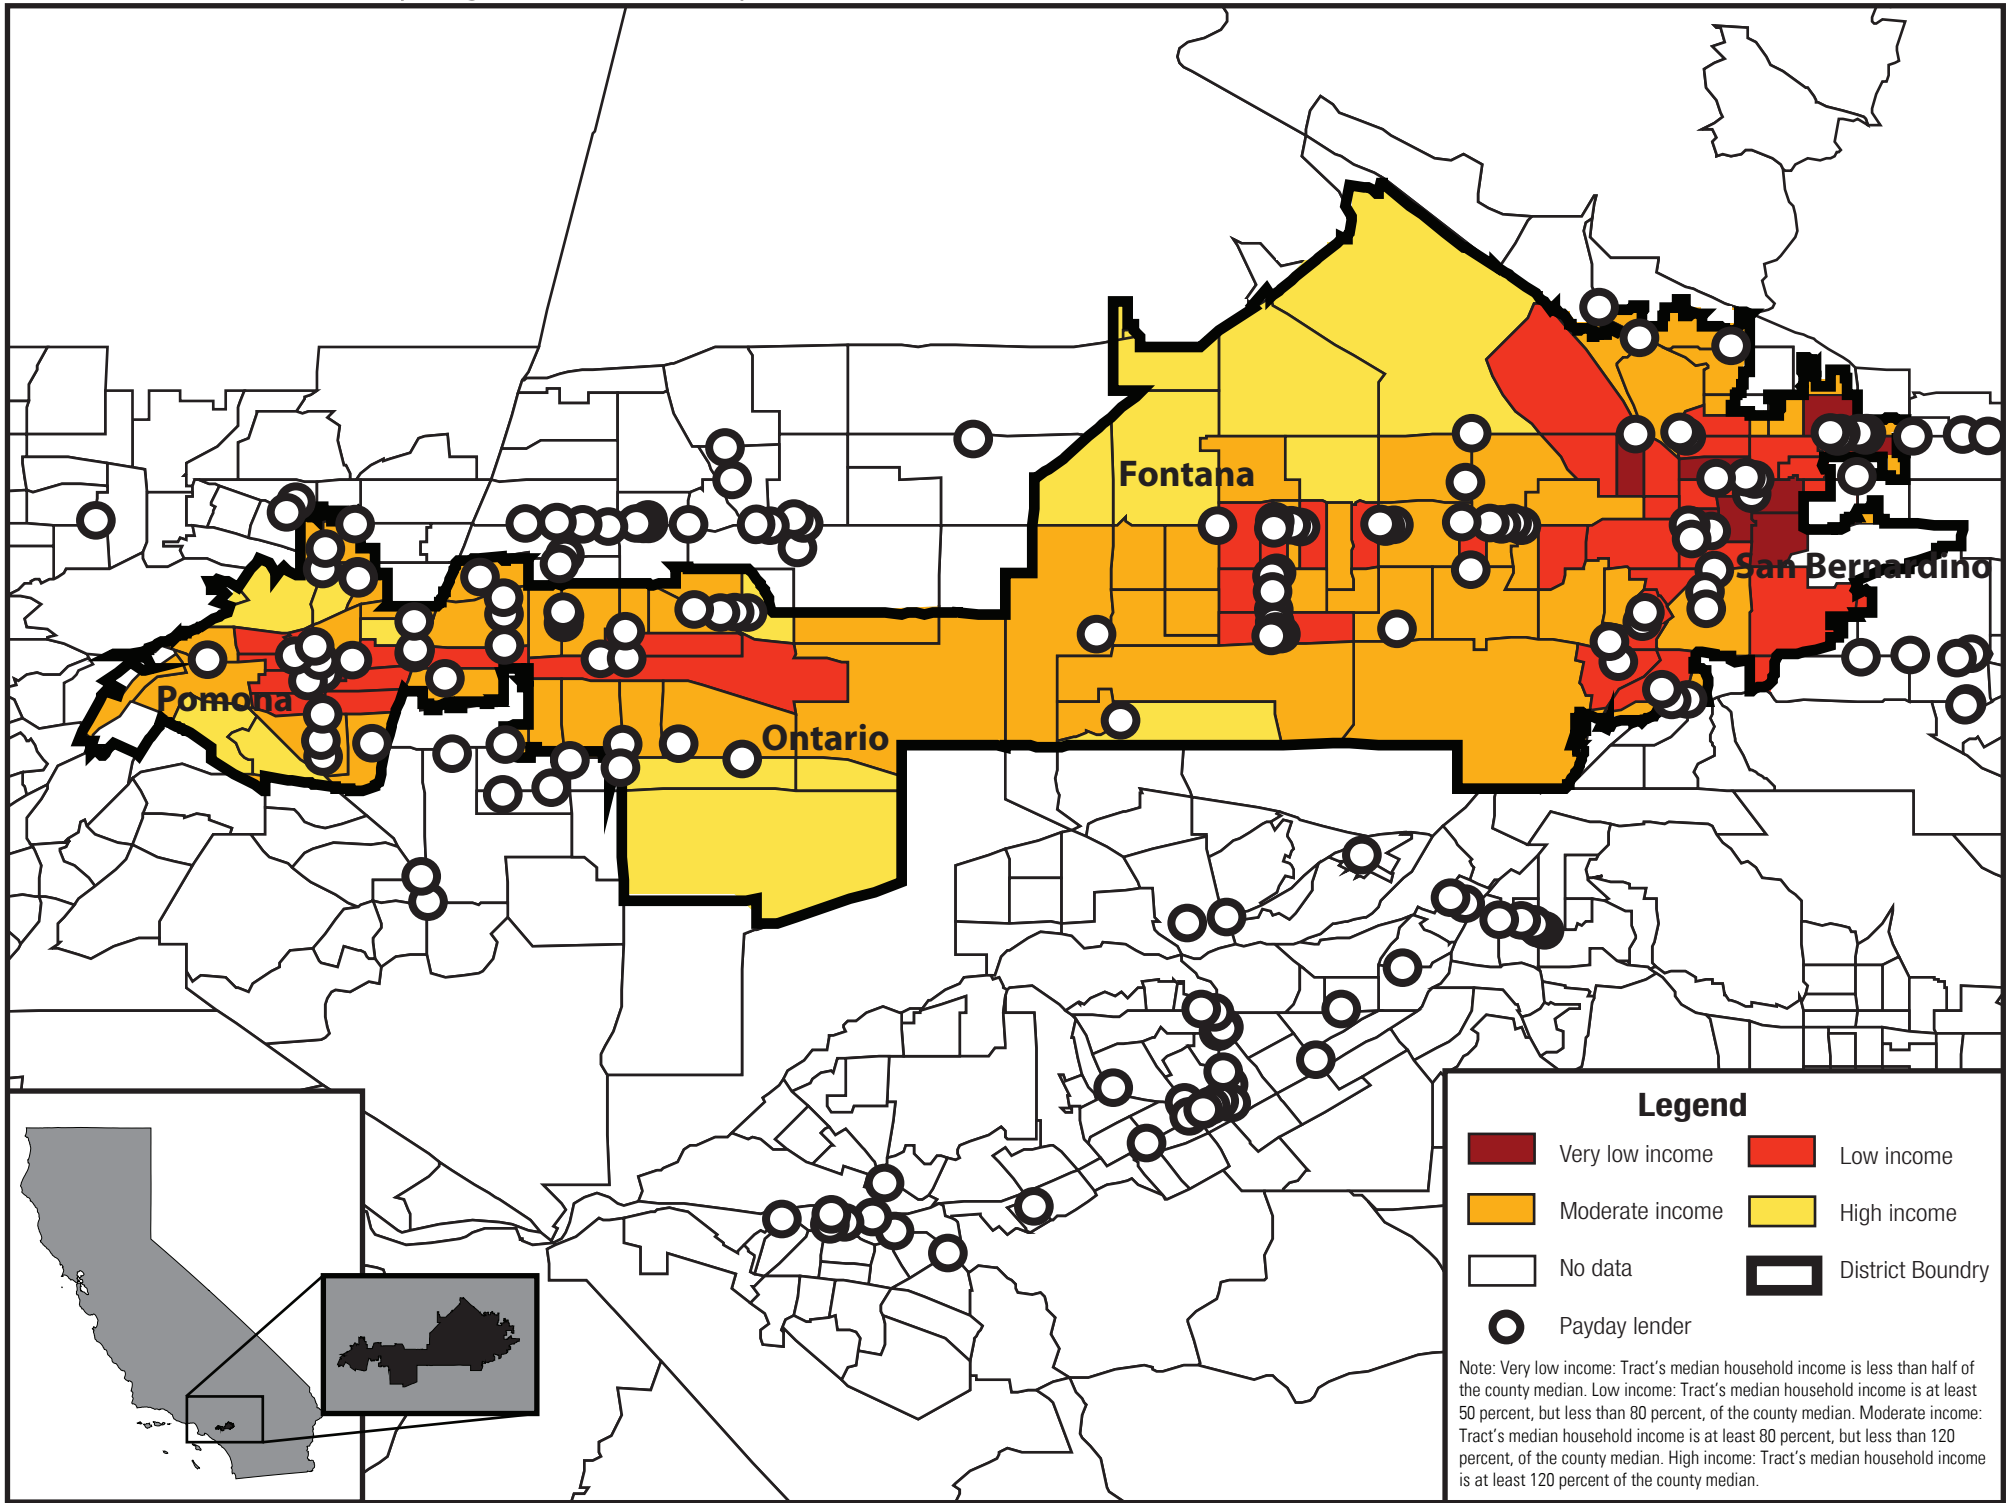 Fontana
San Bernardino
Pomona
Ontario
Legend
Very low income
Low income
Moderate income
High income
No data
District Boundry
Payday lender
Note: Very low income: Tract's median household income is less than half of
the county median. Low income: Tract's median household income is at least
50 percent, but less than 80 percent, of the county median. Moderate income:
Tract's median household income is at least 80 percent, but less than 120
percent, of the county median. High income: Tract's median household income
is at least 120 percent of the county median.